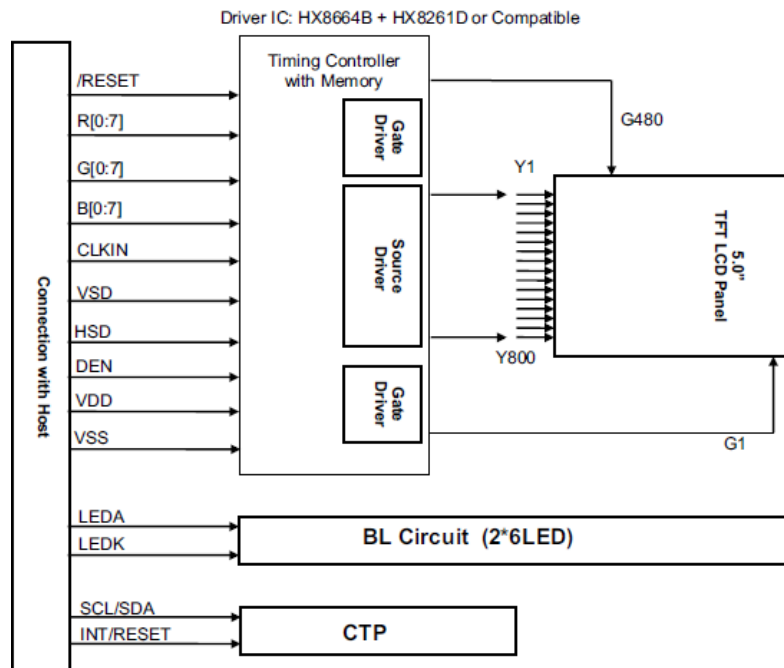 Driver IC: HX8664B + HX8261D or Compatible
Connection with Host
/RESET
R[0:7]
G[0:7]
B[0:7]
CLKIN
VSD
HSD
DEN
VDD
VSS
LEDA
LEDK
SCL/SDA
INT/RESET
Timing Controller
with Memory
Gate
Driver
Source
Driver
Gate
Driver
G480
Y1
Y800
G1
5.0"
TFT LCD Panel
BL Circuit (2*6LED)
CTP